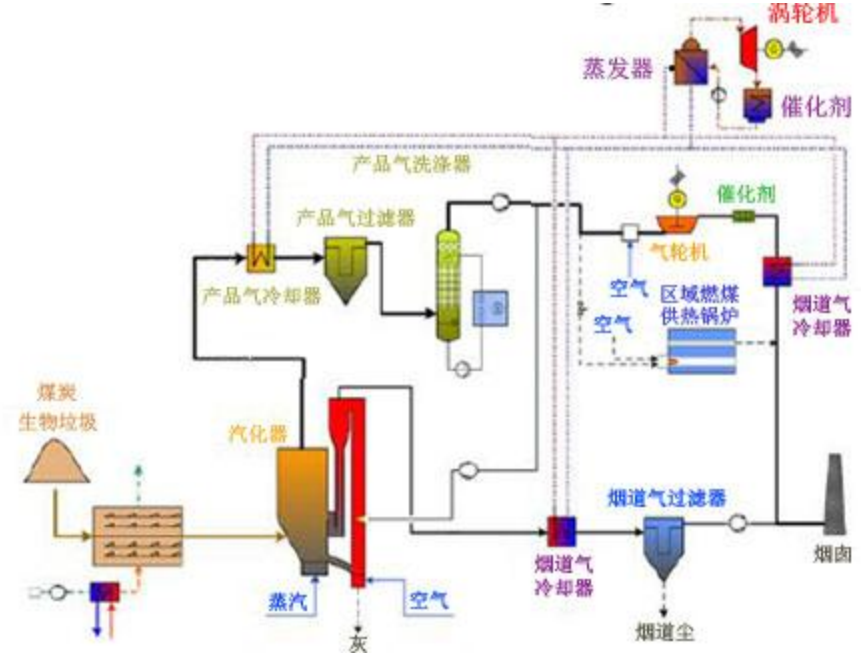 涡轮机
蒸发器
催化剂
产品气洗涤器
产品气过滤器
催化剂
气轮机
产品气冷却器
空气
区域燃煤
供热锅炉
烟道气
冷却器
空气
煤炭
生物垃圾
汽化器
烟道气过滤器
烟道气
冷却器
烟卤
蒸汽
空气
灰
烟道尘